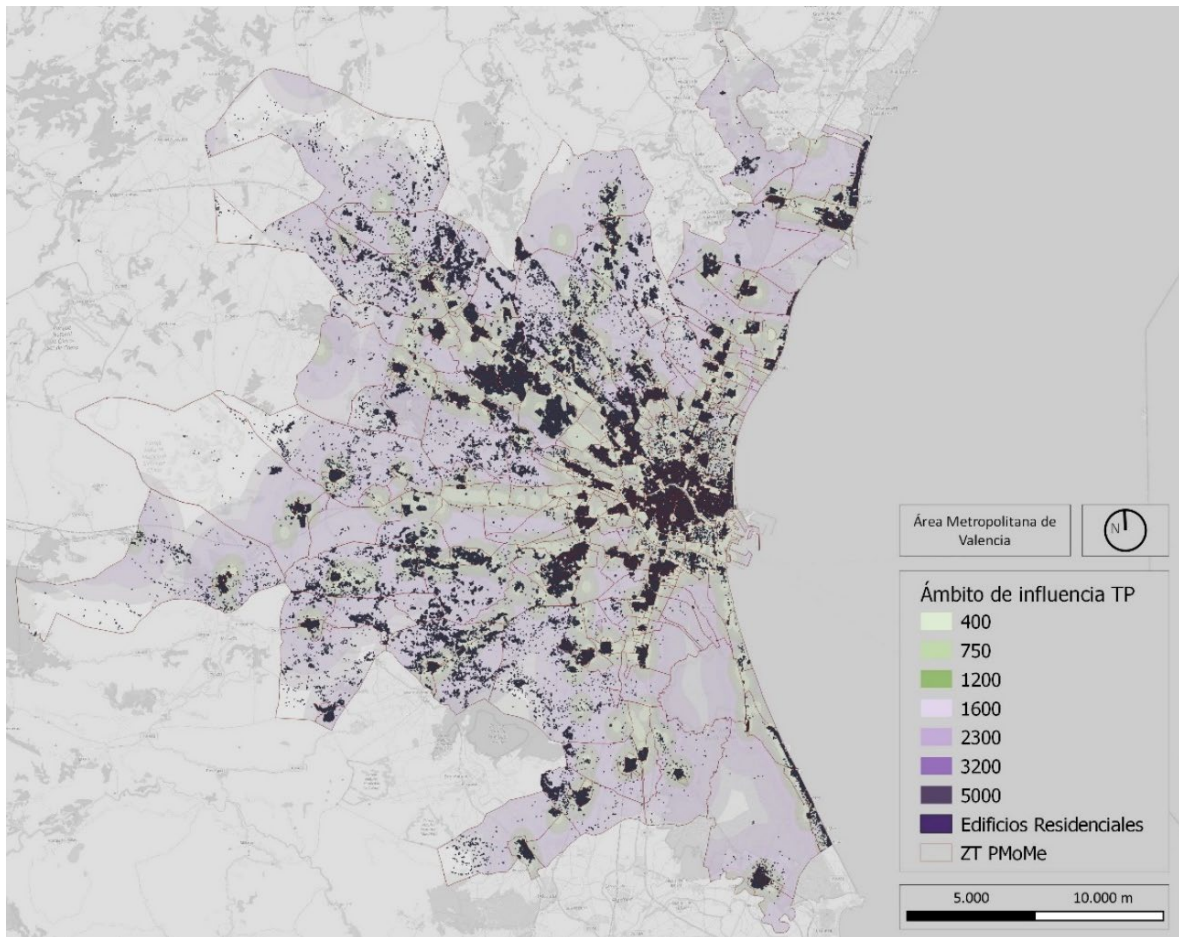 Área Metropolitana de
Valencia
N
Ámbito de influencia TP
400
750
1200
1600
2300
3200
5000
Edificios Residenciales
ZT PMoMe
5.000 10.000 m